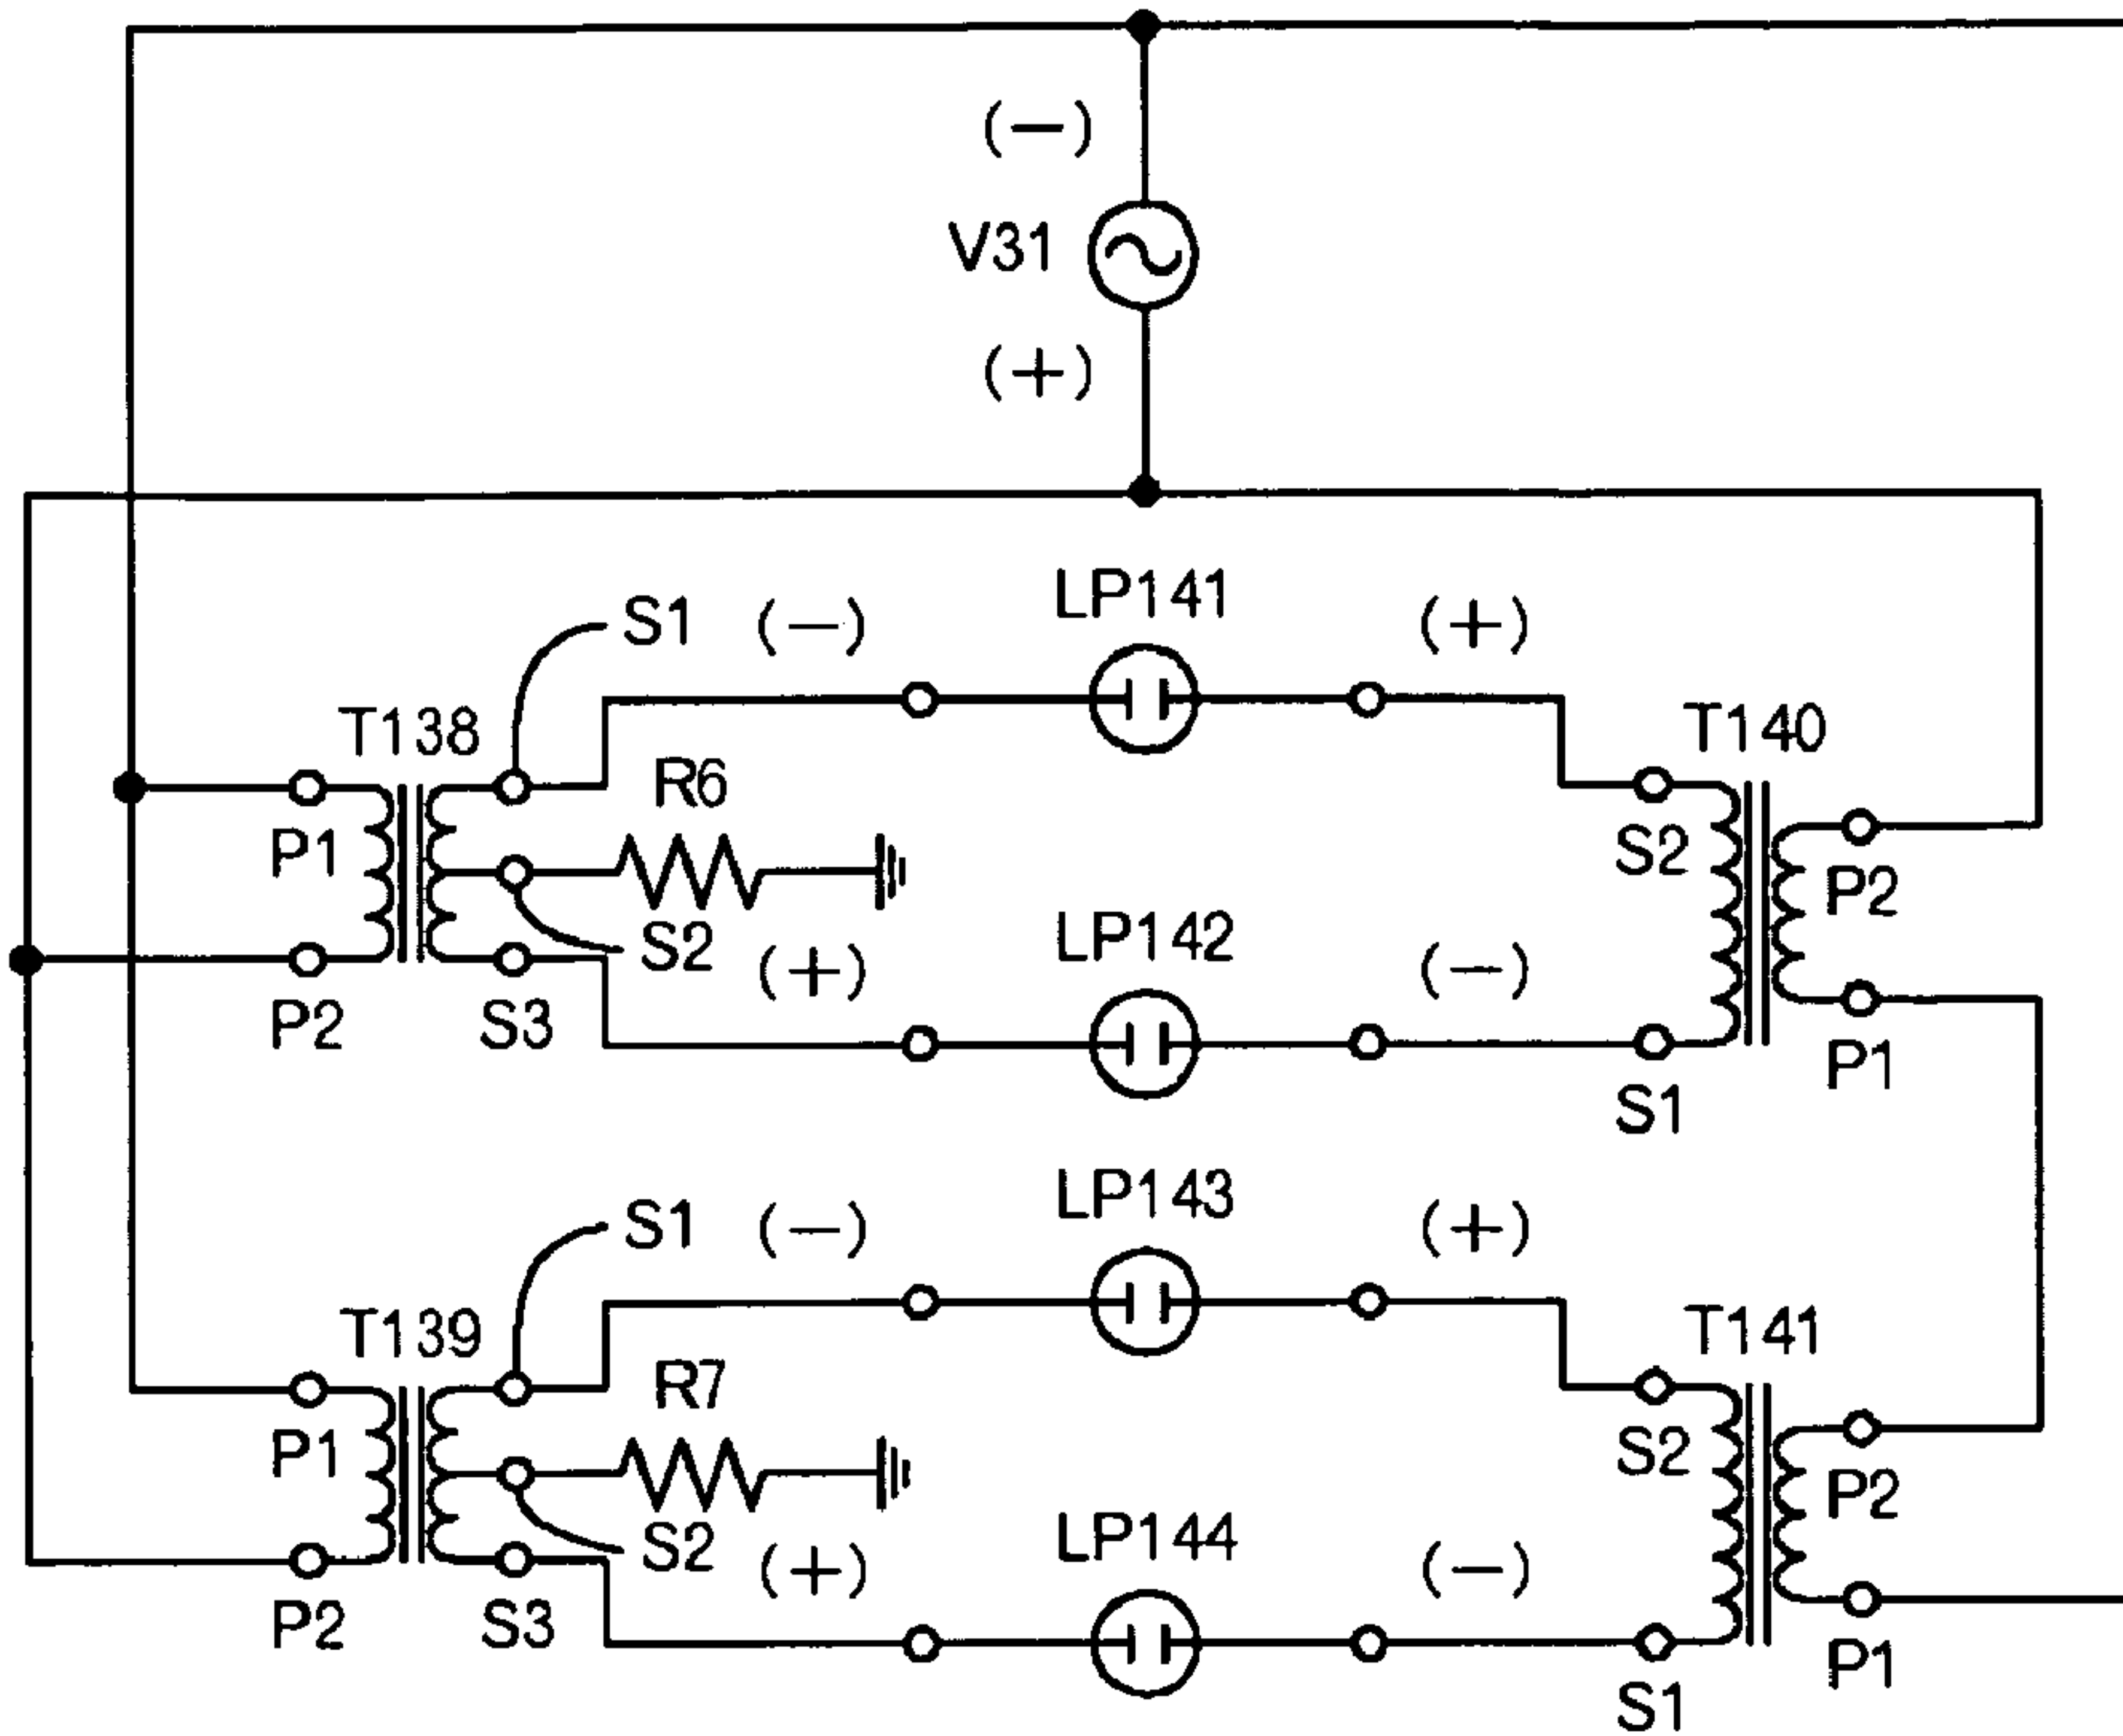 (−)
V31
(+)
LP141
S1 (−) (+)
T138 T140
R6
P1 S2 P2
LP142
S2 (+) (−)
P2 S3 P1
S1
LP143
S1 (−) (+)
T139 T141
R7
P1 S2 P2
LP144
S2 (+) (−)
P2 S3 P1
S1